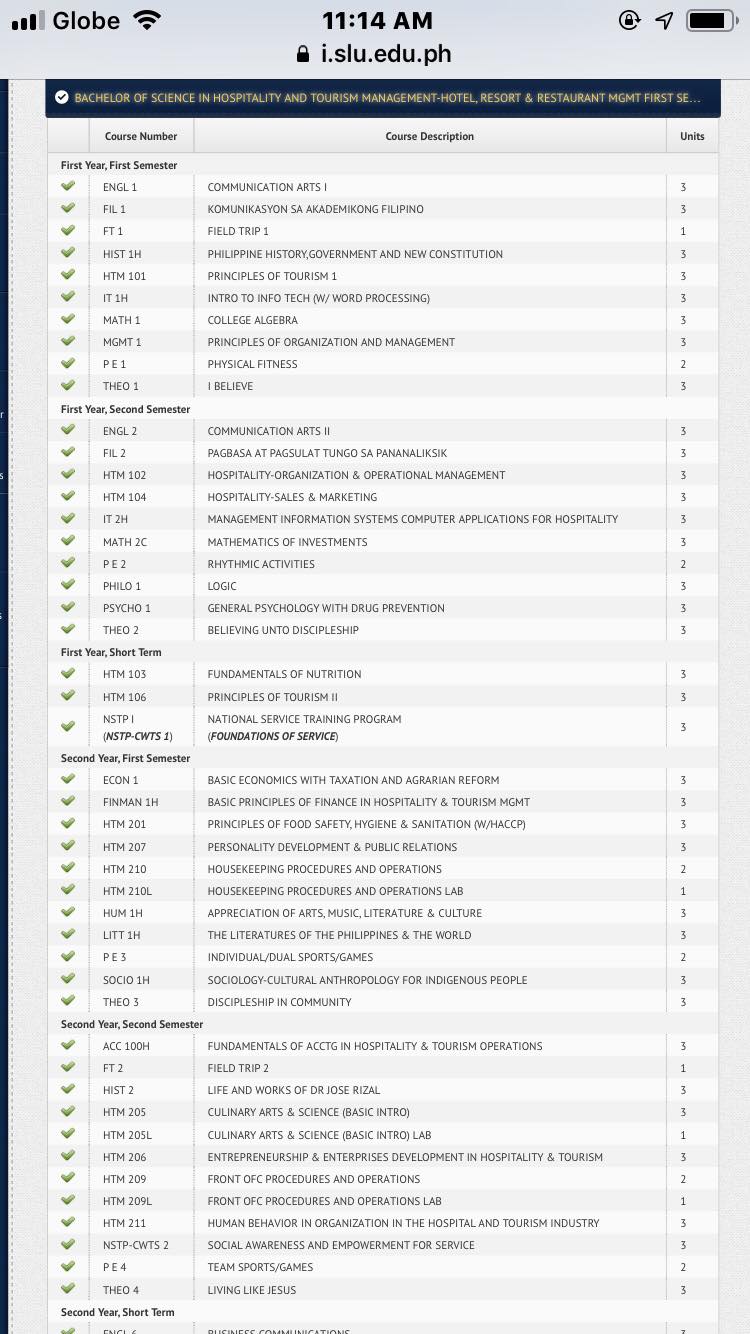 Globe 11:14 AM
i.slu.edu.ph
BACHELOR OF SCIENCE IN HOSPITALITY AND TOURISM MANAGEMENT-HOTEL, RESORT & RESTAURANT MGMT FIRST SE...
Course Number Course Description Units
First Year, First Semester
ENGL 1 COMMUNICATION ARTS I 3
FIL 1 KOMUNIKASYON SA AKADEMIKONG FILIPINO 3
FT 1 FIELD TRIP 1 1
HIST 1H PHILIPPINE HISTORY,GOVERNMENT AND NEW CONSTITUTION 3
HTM 101 PRINCIPLES OF TOURISM 1 3
IT 1H INTRO TO INFO TECH (W/ WORD PROCESSING) 3
MATH 1 COLLEGE ALGEBRA 3
MGMT 1 PRINCIPLES OF ORGANIZATION AND MANAGEMENT 3
P E 1 PHYSICAL FITNESS 2
THEO 1 I BELIEVE 3
First Year, Second Semester
ENGL 2 COMMUNICATION ARTS II 3
FIL 2 PAGBASA AT PAGSULAT TUNGO SA PANANALIKSIK 3
HTM 102 HOSPITALITY-ORGANIZATION & OPERATIONAL MANAGEMENT 3
HTM 104 HOSPITALITY-SALES & MARKETING 3
IT 2H MANAGEMENT INFORMATION SYSTEMS COMPUTER APPLICATIONS FOR HOSPITALITY 3
MATH 2C MATHEMATICS OF INVESTMENTS 3
P E 2 RHYTHMIC ACTIVITIES 2
PHILO 1 LOGIC 3
PSYCHO 1 GENERAL PSYCHOLOGY WITH DRUG PREVENTION 3
THEO 2 BELIEVING UNTO DISCIPLESHIP 3
First Year, Short Term
HTM 103 FUNDAMENTALS OF NUTRITION 3
HTM 106 PRINCIPLES OF TOURISM II 3
NSTP I NATIONAL SERVICE TRAINING PROGRAM 3
(NSTP-CWTS 1) (FOUNDATIONS OF SERVICE)
Second Year, First Semester
ECON 1 BASIC ECONOMICS WITH TAXATION AND AGRARIAN REFORM 3
FINMAN 1H BASIC PRINCIPLES OF FINANCE IN HOSPITALITY & TOURISM MGMT 3
HTM 201 PRINCIPLES OF FOOD SAFETY, HYGIENE & SANITATION (W/HACCP) 3
HTM 207 PERSONALITY DEVELOPMENT & PUBLIC RELATIONS 3
HTM 210 HOUSEKEEPING PROCEDURES AND OPERATIONS 2
HTM 210L HOUSEKEEPING PROCEDURES AND OPERATIONS LAB 1
HUM 1H APPRECIATION OF ARTS, MUSIC, LITERATURE & CULTURE 3
LITT 1H THE LITERATURES OF THE PHILIPPINES & THE WORLD 3
P E 3 INDIVIDUAL/DUAL SPORTS/GAMES 2
SOCIO 1H SOCIOLOGY-CULTURAL ANTHROPOLOGY FOR INDIGENOUS PEOPLE 3
THEO 3 DISCIPLESHIP IN COMMUNITY 3
Second Year, Second Semester
ACC 100H FUNDAMENTALS OF ACCTG IN HOSPITALITY & TOURISM OPERATIONS 3
FT 2 FIELD TRIP 2 1
HIST 2 LIFE AND WORKS OF DR JOSE RIZAL 3
HTM 205 CULINARY ARTS & SCIENCE (BASIC INTRO) 3
HTM 205L CULINARY ARTS & SCIENCE (BASIC INTRO) LAB 1
HTM 206 ENTREPRENEURSHIP & ENTERPRISES DEVELOPMENT IN HOSPITALITY & TOURISM 3
HTM 209 FRONT OFC PROCEDURES AND OPERATIONS 2
HTM 209L FRONT OFC PROCEDURES AND OPERATIONS LAB 1
HTM 211 HUMAN BEHAVIOR IN ORGANIZATION IN THE HOSPITAL AND TOURISM INDUSTRY 3
NSTP-CWTS 2 SOCIAL AWARENESS AND EMPOWERMENT FOR SERVICE 3
P E 4 TEAM SPORTS/GAMES 2
THEO 4 LIVING LIKE JESUS 3
Second Year, Short Term
BUSINESS COMMUNICATIONS